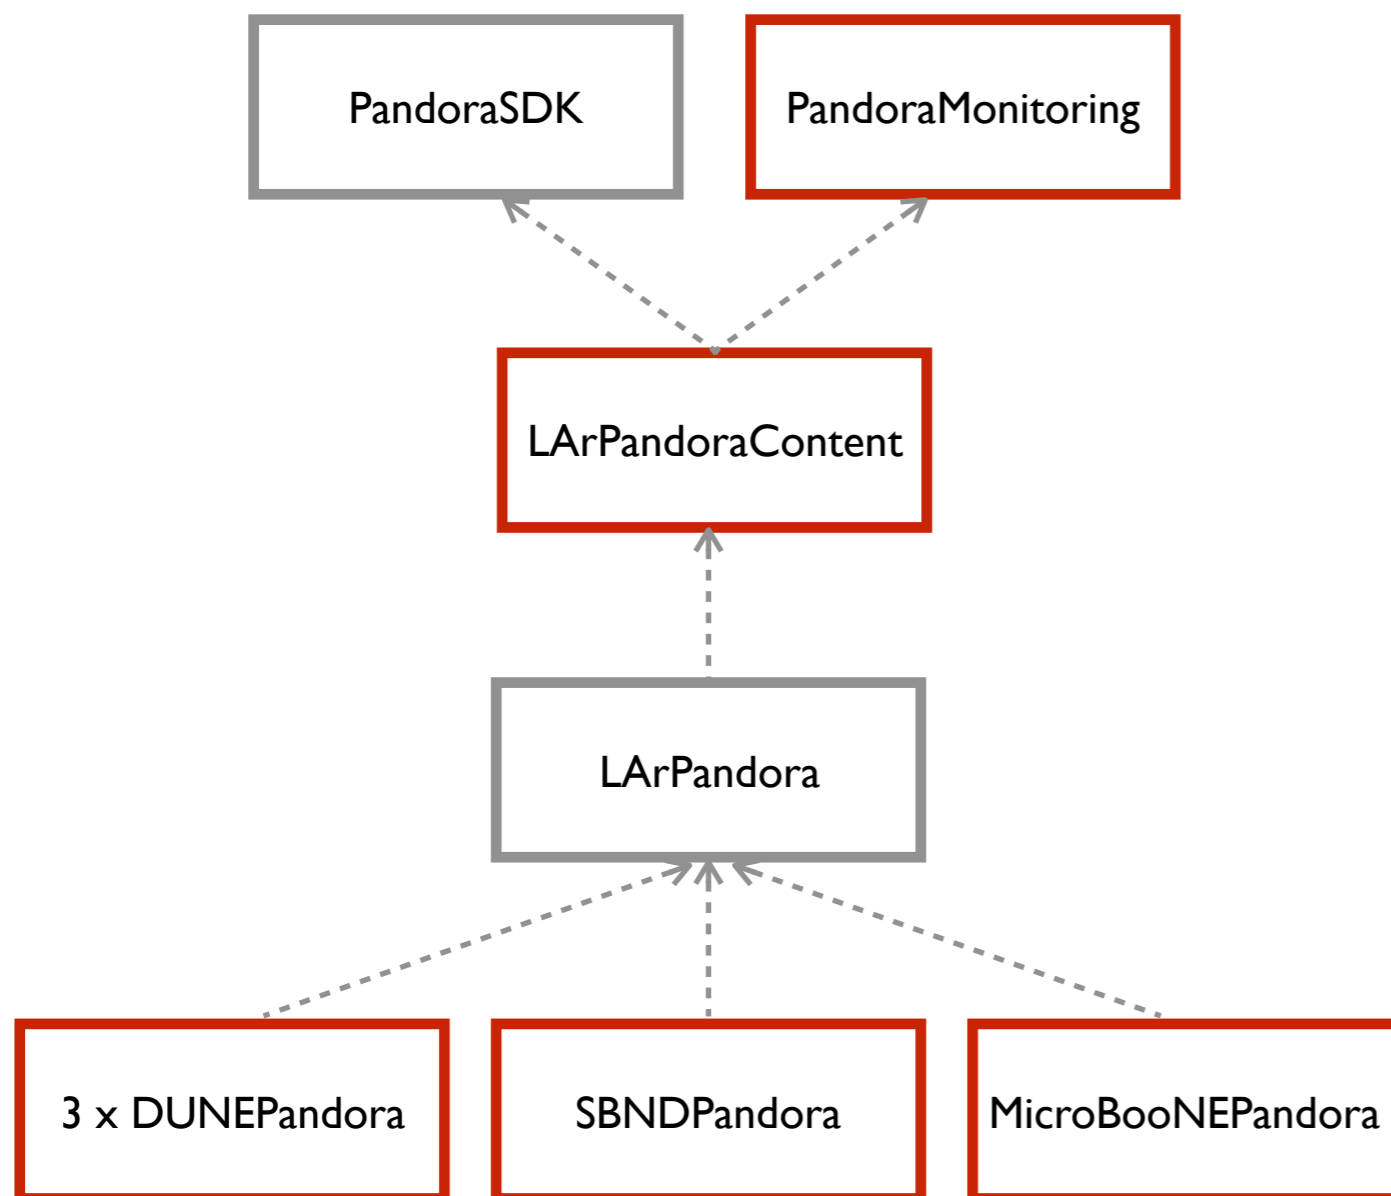 PandoraSDK
PandoraMonitoring
LArPandoraContent
LArPandora
3 x DUNEPandora
SBNDPandora
MicroBooNEPandora